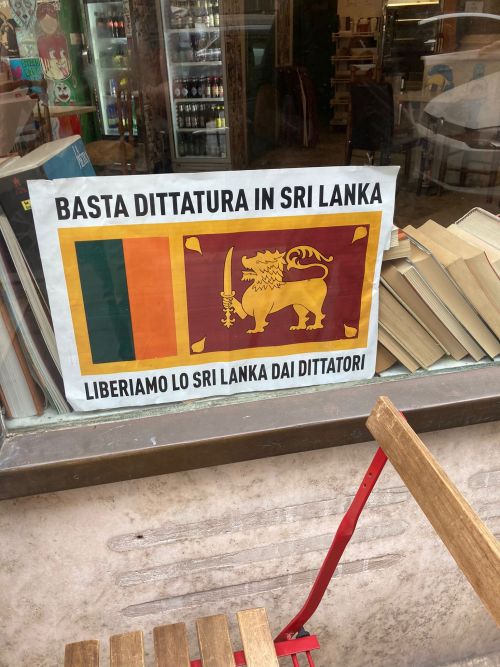 BASTA DITTATURA IN SRI LANKA
LIBERIAMO LO SRI LANKA DAI DITTATORI